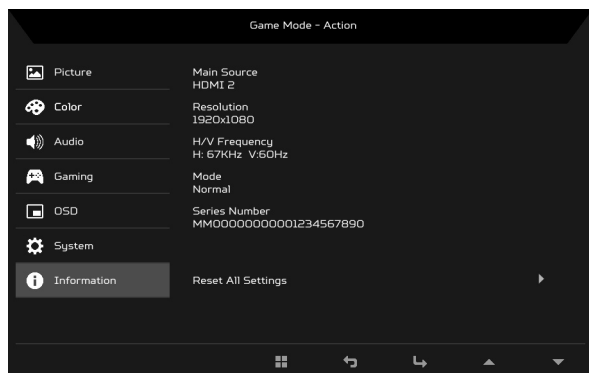 Game Mode - Action
Picture
Color
Audio
Gaming
OSD
System
Information
Main Source
HDMI 2
Resolution
1920x1080
H/V Frequency
H: 67KHz V:60Hz
Mode
Normal
Series Number
MM00000000001234567890
Reset All Settings